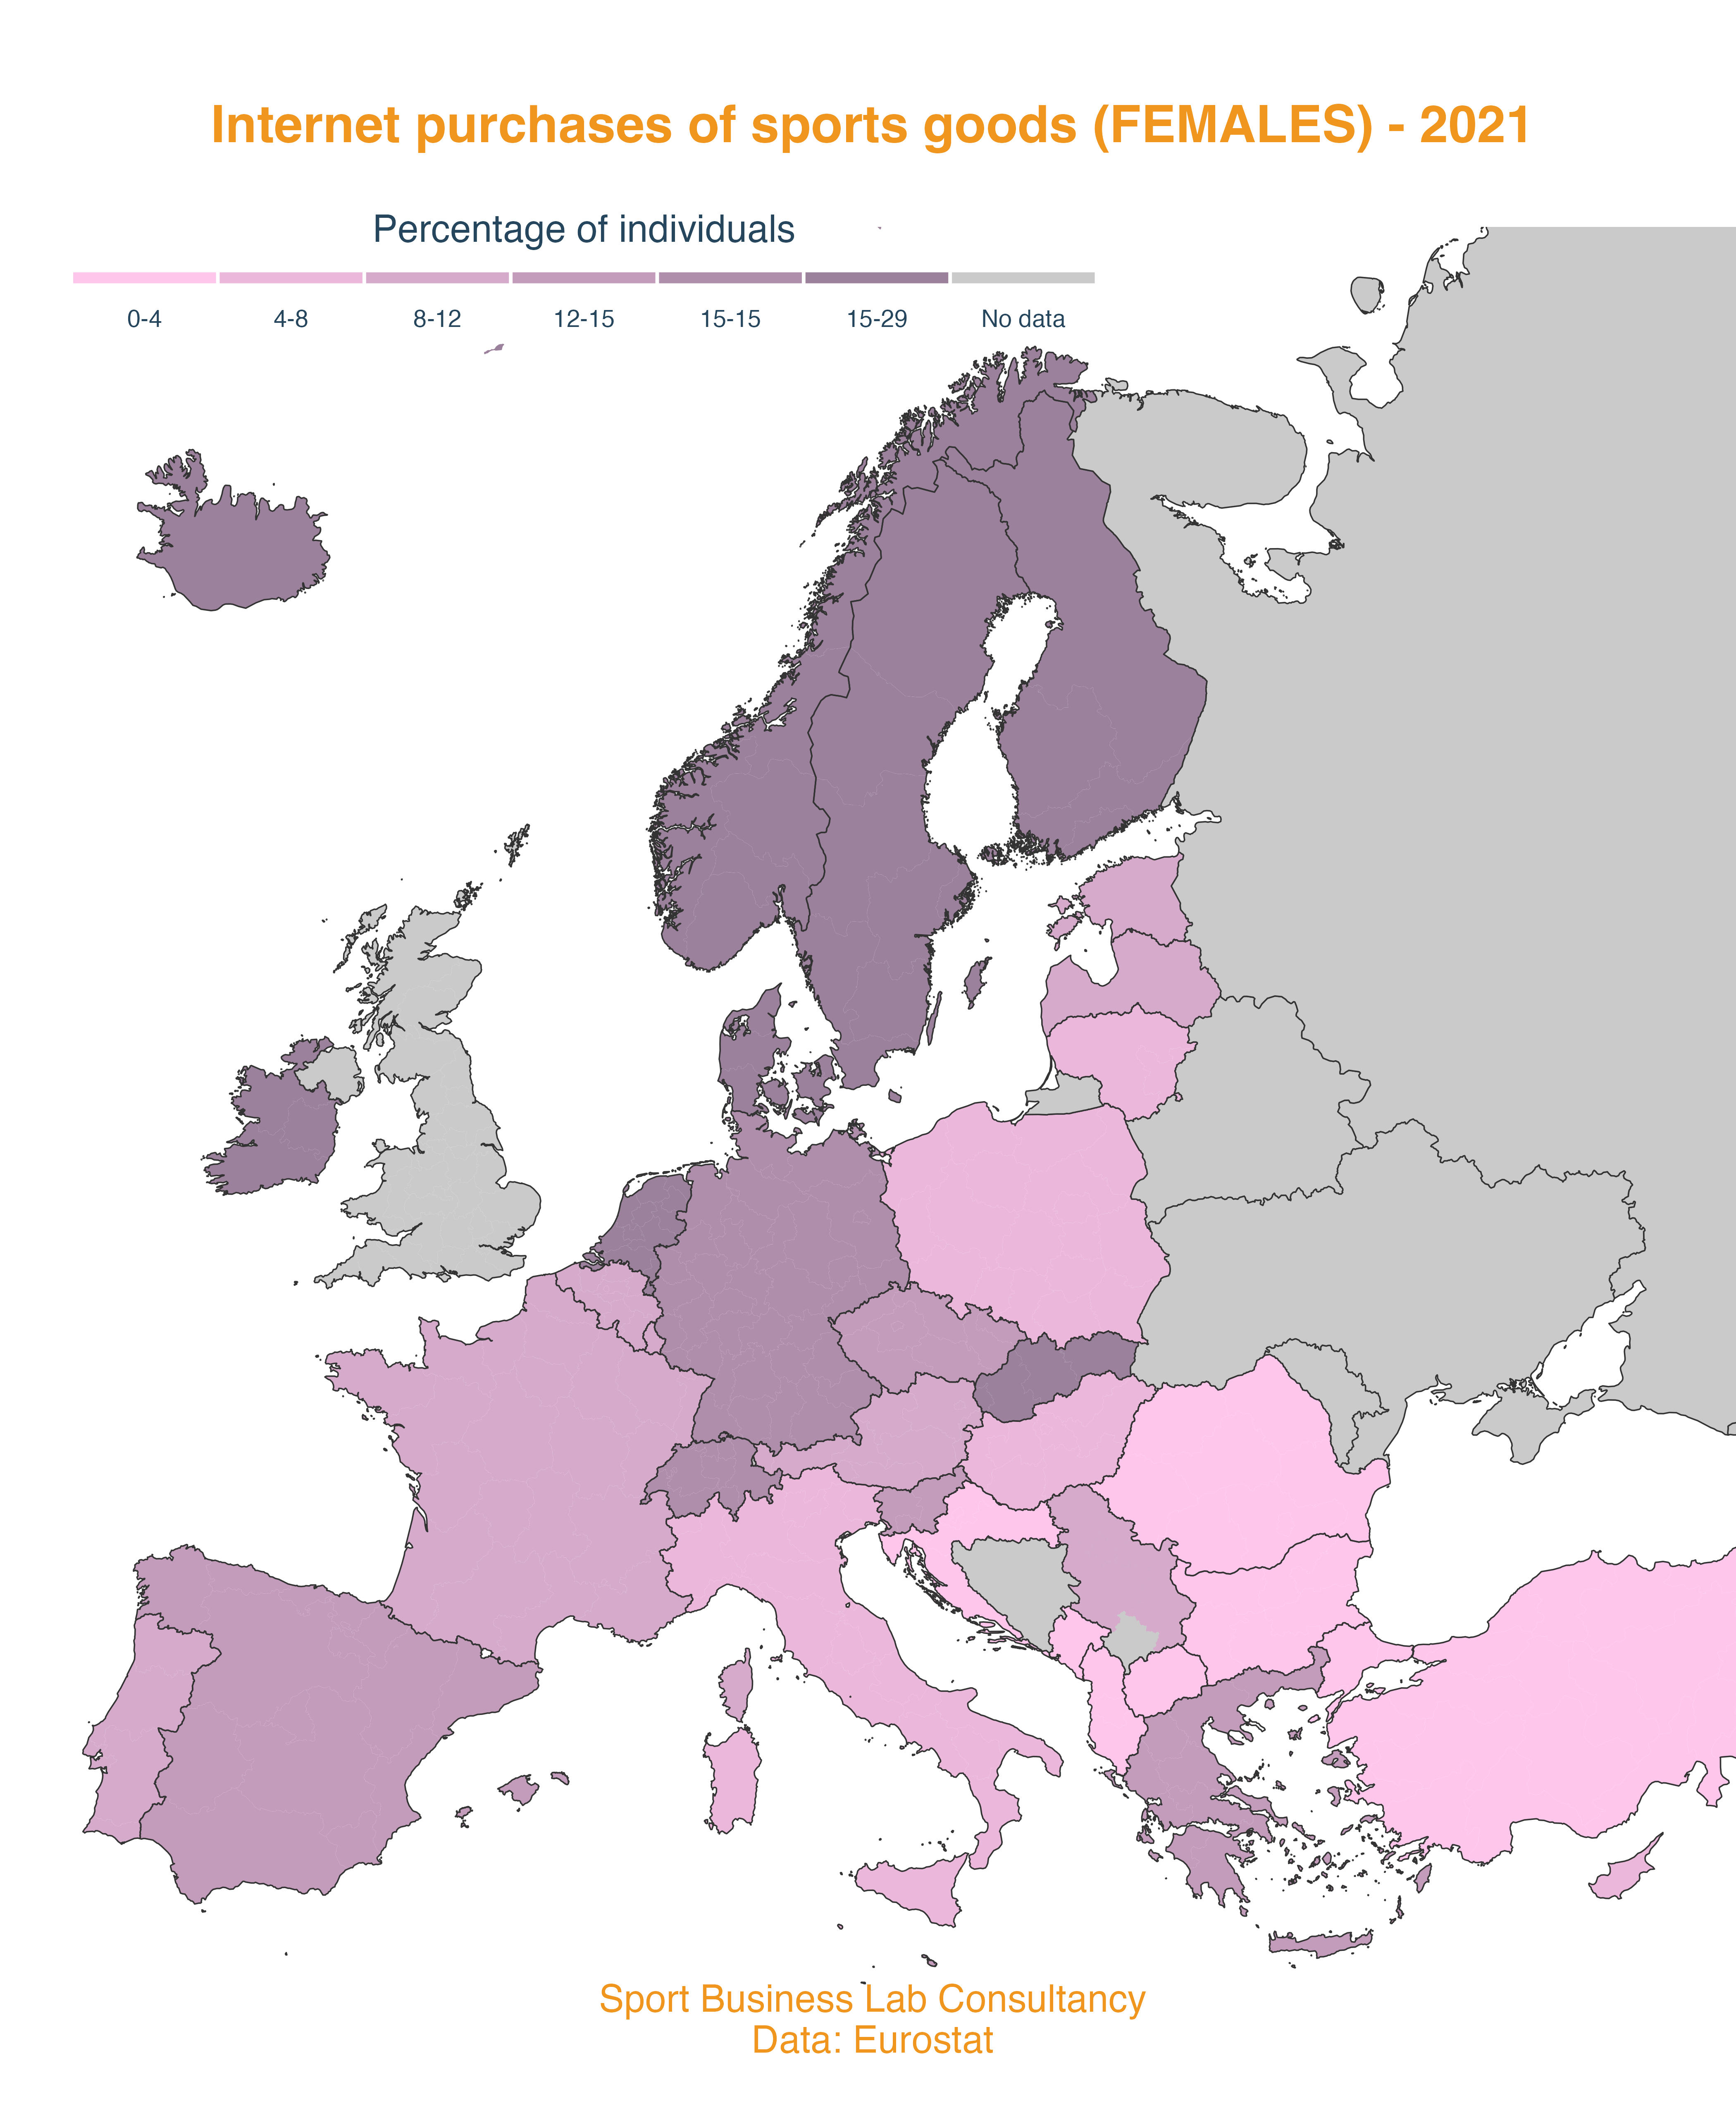 Internet purchases of sports goods (FEMALES) - 2021
Percentage of individuals
0-4 4-8 8-12 12-15 15-15 15-29 No data
Sport Business Lab Consultancy
Data: Eurostat